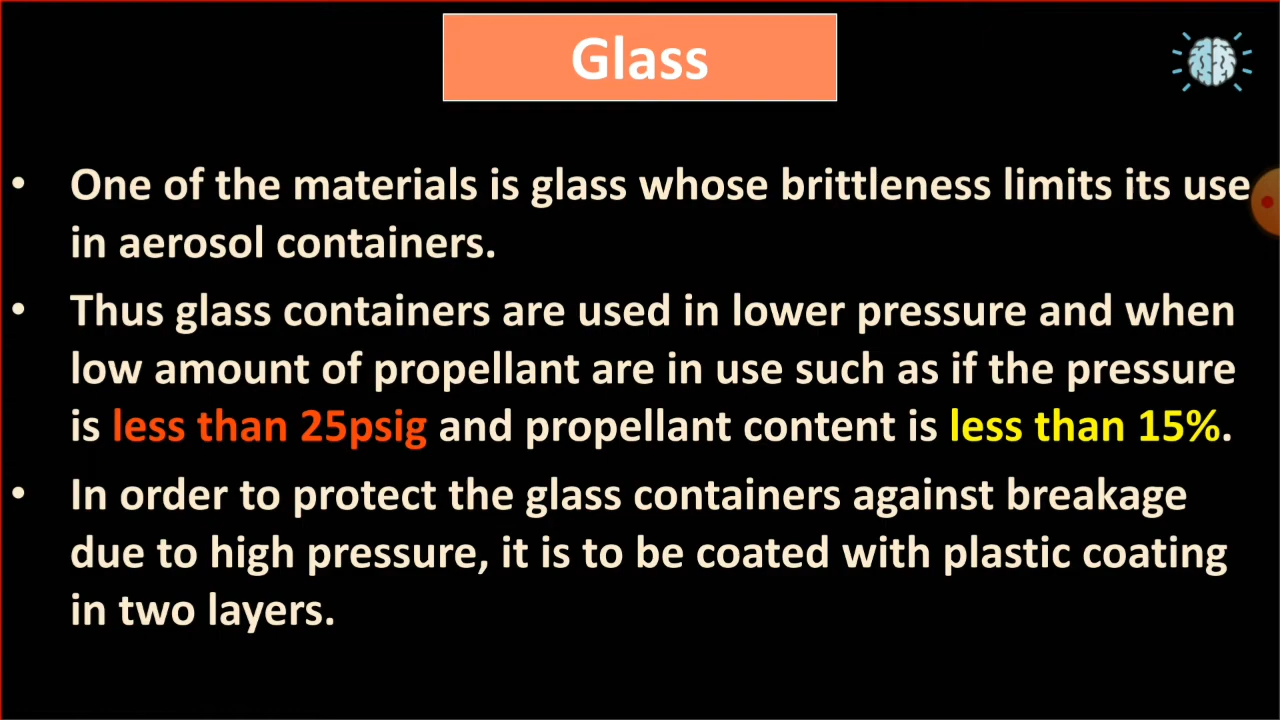 Glass
• One of the materials is glass whose brittleness limits its use
in aerosol containers.
• Thus glass containers are used in lower pressure and when
low amount of propellant are in use such as if the pressure
is less than 25psig and propellant content is less than 15%.
• In order to protect the glass containers against breakage
due to high pressure, it is to be coated with plastic coating
in two layers.